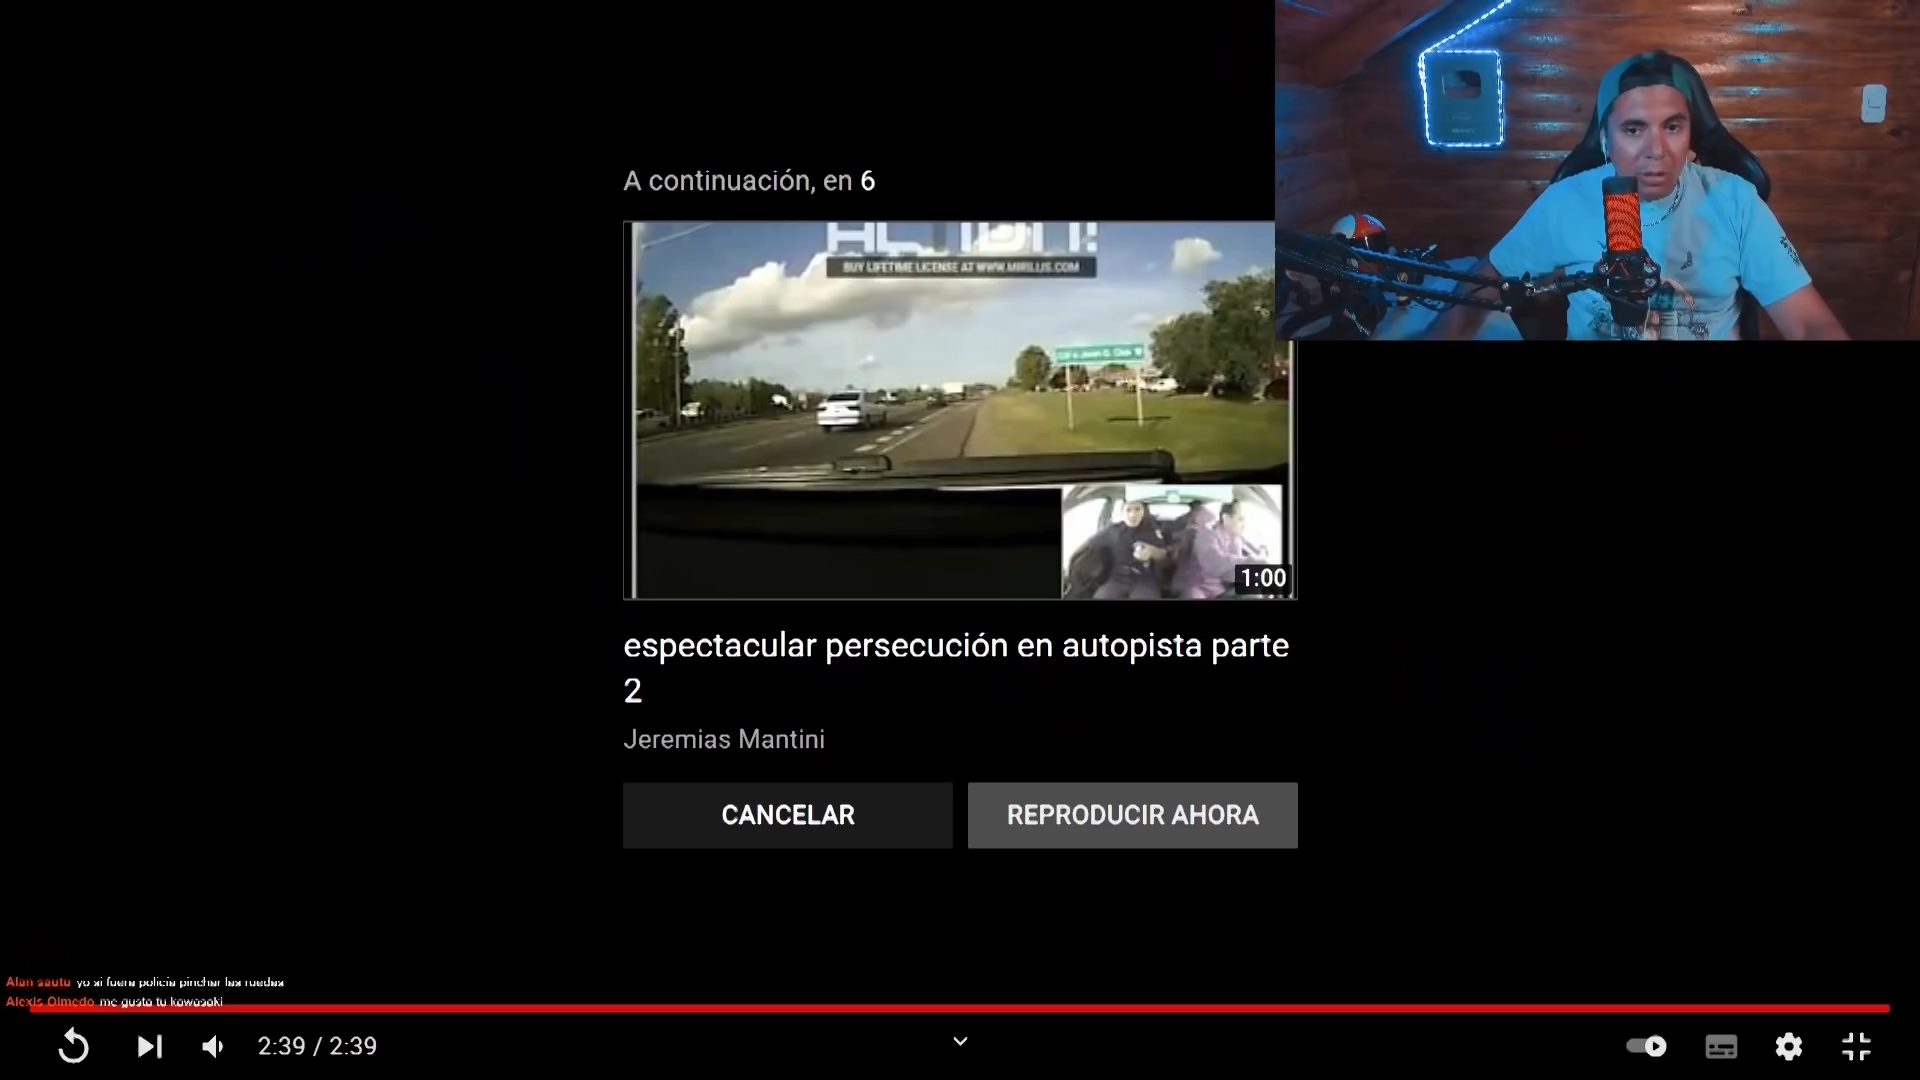 A continuación, en 6
BUY LIFETIME LICENSE AT WWW.MIRILLIS.COM
1:00
espectacular persecución en autopista parte
2
Jeremias Mantini
CANCELAR
REPRODUCIR AHORA
Alan sautu yo si fuera policia pinchar las ruedas
Alexis Olmedo me gusta tu kawasaki
2:39 / 2:39